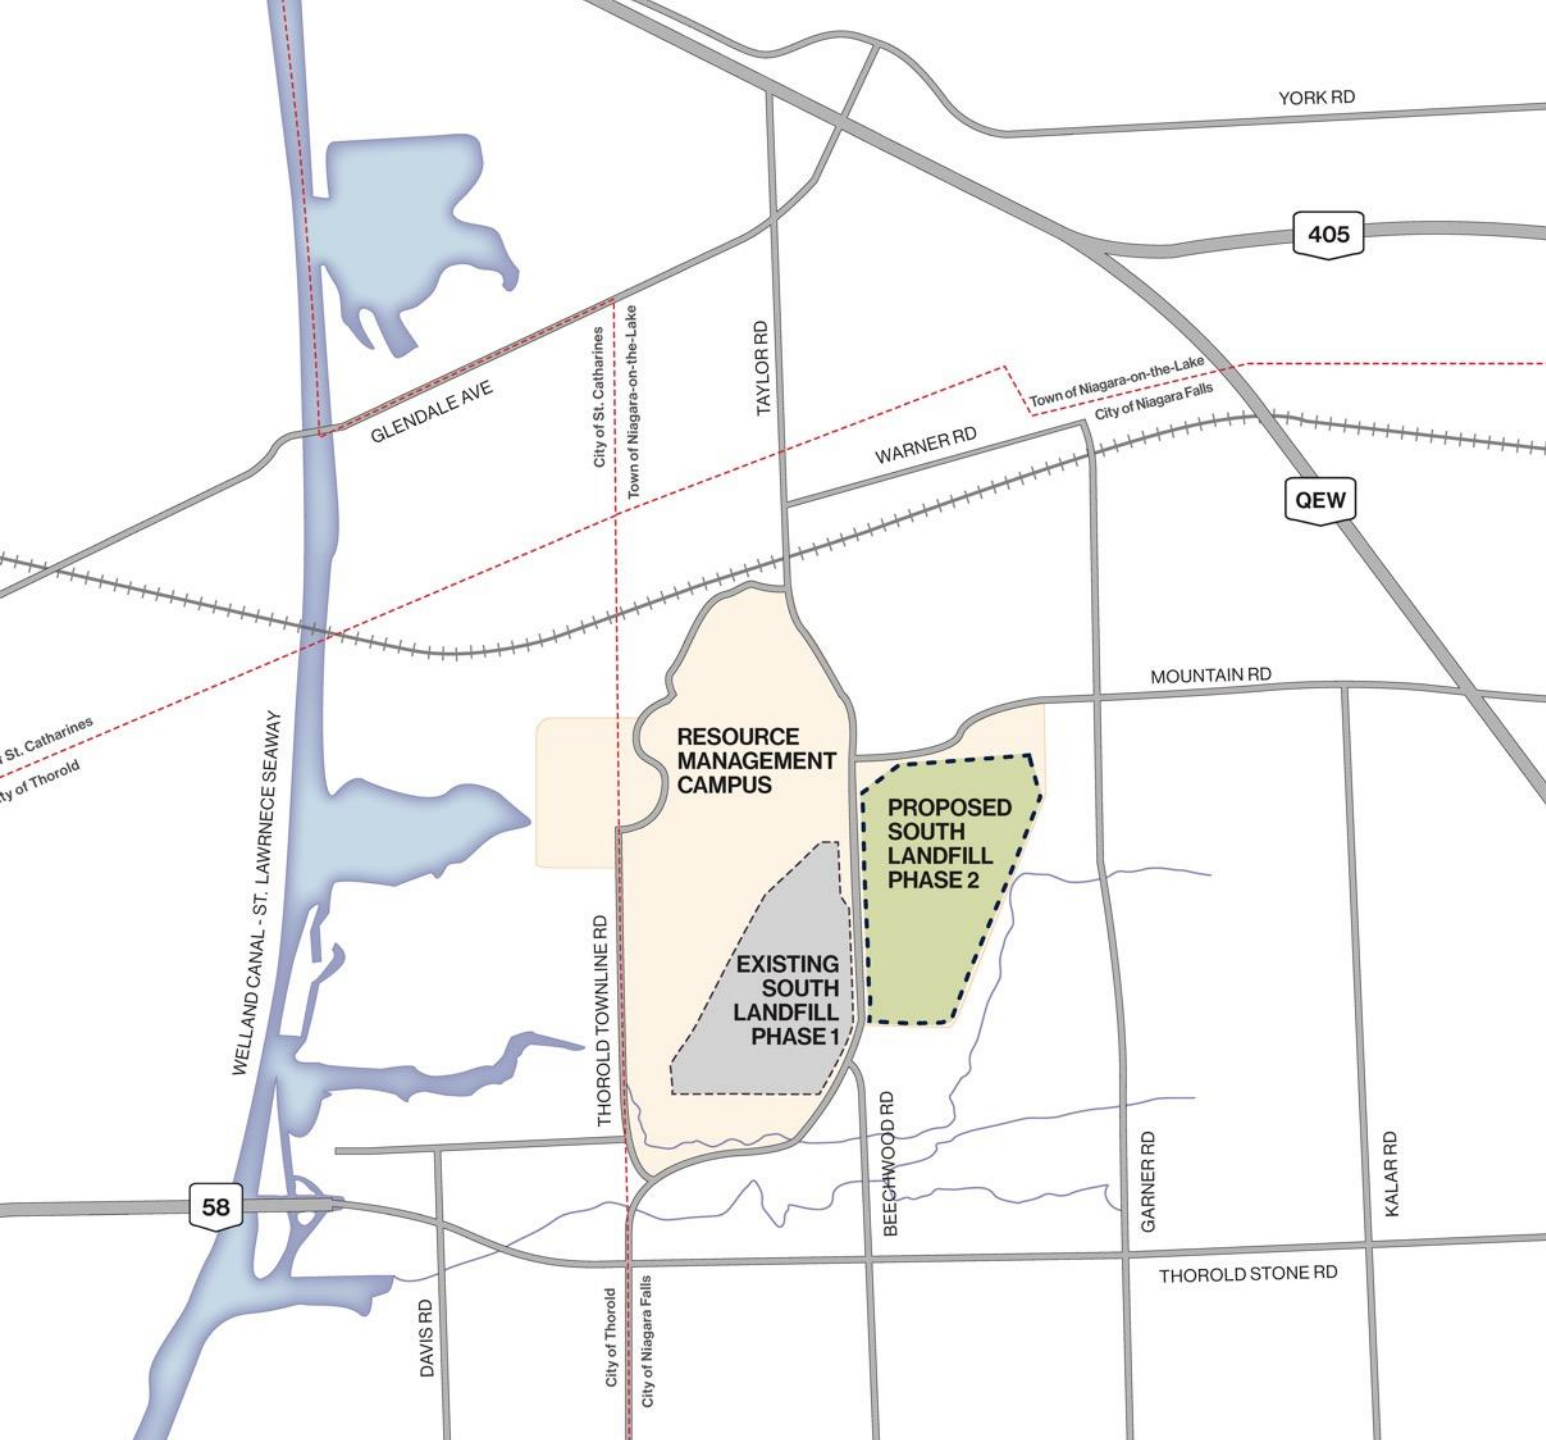 YORK RD
405
City of St. Catharines
Town of Niagara-on-the-Lake
TAYLOR RD
GLENDALE AVE
Town of Niagara-on-the-Lake
City of Niagara Falls
WARNER RD
QEW
MOUNTAIN RD
St. Catharines
ty of Thorold
WELLAND CANAL - ST. LAWRNECE SEAWAY
RESOURCE
MANAGEMENT
CAMPUS
PROPOSED
SOUTH
LANDFILL
PHASE 2
EXISTING
SOUTH
LANDFILL
PHASE 1
THOROLD TOWNLINE RD
BEECHWOOD RD
GARNER RD
KALAR RD
58
THOROLD STONE RD
DAVIS RD
City of Thorold
City of Niagara Falls